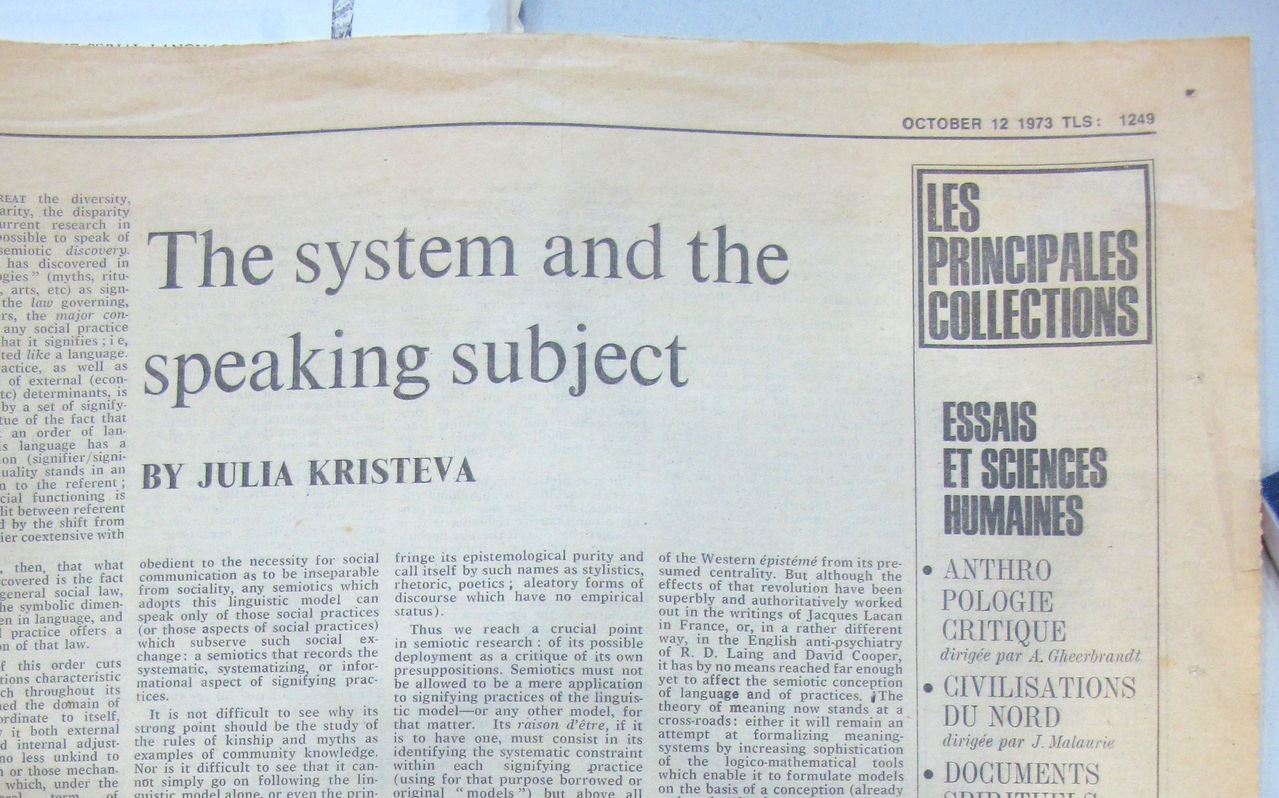 OCTOBER 12 1973 TLS: 1249
The system and the
speaking subject
BY JULIA KRISTEVA
REAT the diversity,
arity, the disparity
urrent research in
ossible to speak of
semiotic discovery.
has discovered in
gies" (myths, ritu-
, arts, etc) as sign-
the law governing,
rs, the major con-
any social practice
hat it signifies; i e,
ted like a language.
actice, as well as
of external (econ-
tc) determinants, is
by a set of signify-
tue of the fact that
an order of lan-
is language has a
on (signifier/signi-
uality stands in an
n to the referent;
cial functioning is
lit between referent
d by the shift from
ier coextensive with
, then, that what
covered is the fact
general social law,
he symbolic dimen-
en in language, and
l practice offers a
on of that law.
f this order cuts
tions characteristic
ch throughout its
ned the domain of
ordinate to itself,
y it both external
d internal adjust-
no less unkind to
n or those mechan-
which, under the
term of
obedient to the necessity for social
communication as to be inseparable
from sociality, any semiotics which
adopts this linguistic model can
speak only of those social practices
(or those aspects of social practices)
which subserve such social ex-
change: a semiotics that records the
systematic, systematizing, or infor-
mational aspect of signifying prac-
tices.
It is not difficult to see why its
strong point should be the study of
the rules of kinship and myths as
examples of community knowledge.
Nor is it difficult to see that it can-
not simply go on following the lin-
guistic model alone, or even the prin-
fringe its epistemological purity and
call itself by such names as stylistics,
rhetoric, poetics; aleatory forms of
discourse which have no empirical
status).
Thus we reach a crucial point
in semiotic research: of its possible
deployment as a critique of its own
presuppositions. Semiotics must not
be allowed to be a mere application
to signifying practices of the linguis-
tic model—or any other model, for
that matter. Its raison d'être, if it
is to have one, must consist in its
identifying the systematic constraint
within each signifying practice
(using for that purpose borrowed or
original "models") but above all
of the Western épistémé from its pre-
sumed centrality. But although the
effects of that revolution have been
superbly and authoritatively worked
out in the writings of Jacques Lacan
in France, or, in a rather different
way, in the English anti-psychiatry
of R. D. Laing and David Cooper,
it has by no means reached far enough
yet to affect the semiotic conception
of language and of practices. The
theory of meaning now stands at a
cross-roads: either it will remain an
attempt at formalizing meaning-
systems by increasing sophistication
of the logico-mathematical tools
which enable it to formulate models
on the basis of a conception (already
LES
PRINCIPALES
COLLECTIONS
ESSAIS
ET SCIENCES
HUMAINES
• ANTHRO
POLOGIE
CRITIQUE
dirigée par A. Gheerbrandt
• CIVILISATIONS
DU NORD
dirigée par J. Malaurie
• DOCUMENTS
SPIRITUELS